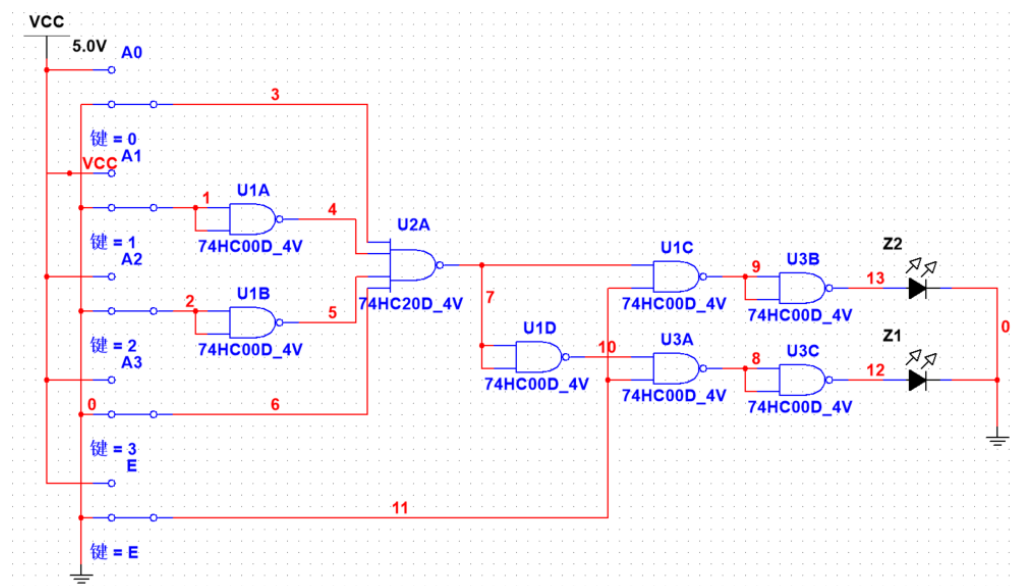 VCC
5.0V
A0
3
键 = 0
A1
VCC
1
U1A
4
74HC00D_4V
U2A
74HC20D_4V
键 = 1
A2
2
U1B
5
74HC00D_4V
7
键 = 2
A3
0
6
键 = 3
E
11
键 = E
U1D
10
74HC00D_4V
U1C
9
74HC00D_4V
U3B
13
74HC00D_4V
Z2
U3A
8
74HC00D_4V
U3C
12
74HC00D_4V
Z1
0